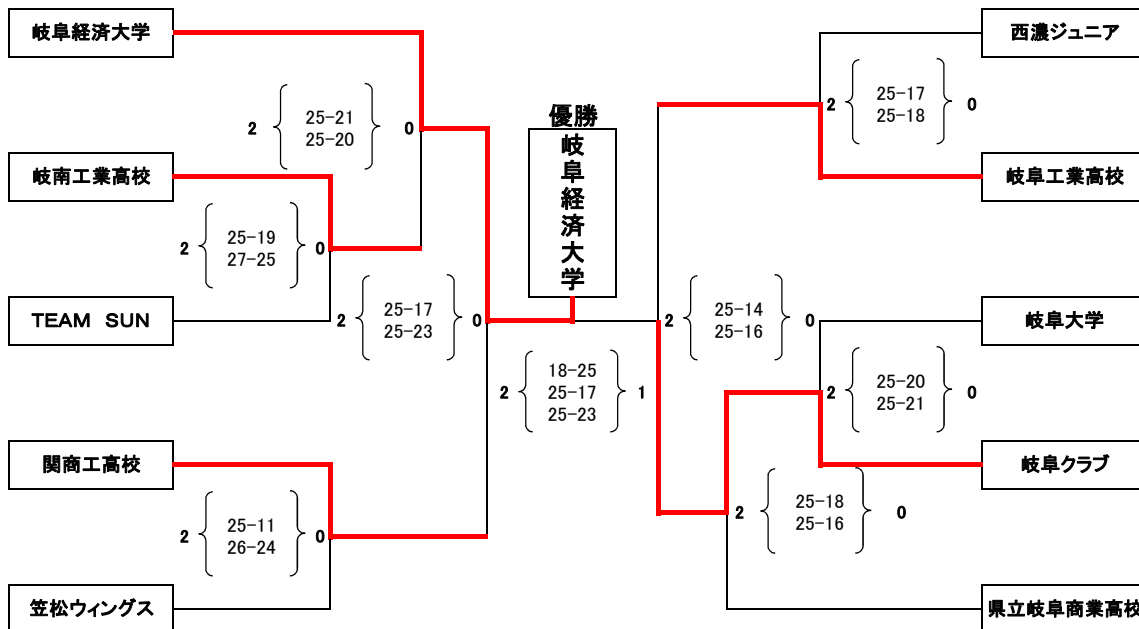 岐阜経済大学
西濃ジュニア
2 25-21 0
25-20
優勝
岐阜経済大学
2 25-17 0
25-18
岐南工業高校
岐阜工業高校
2 25-19 0
27-25
TEAM SUN
2 25-17 0
25-23
2 25-14 0
25-16
岐阜大学
18-25
2 25-17 1
25-23
2 25-20 0
25-21
関商工高校
岐阜クラブ
2 25-11 0
26-24
2 25-18 0
25-16
笠松ウィングス
県立岐阜商業高校